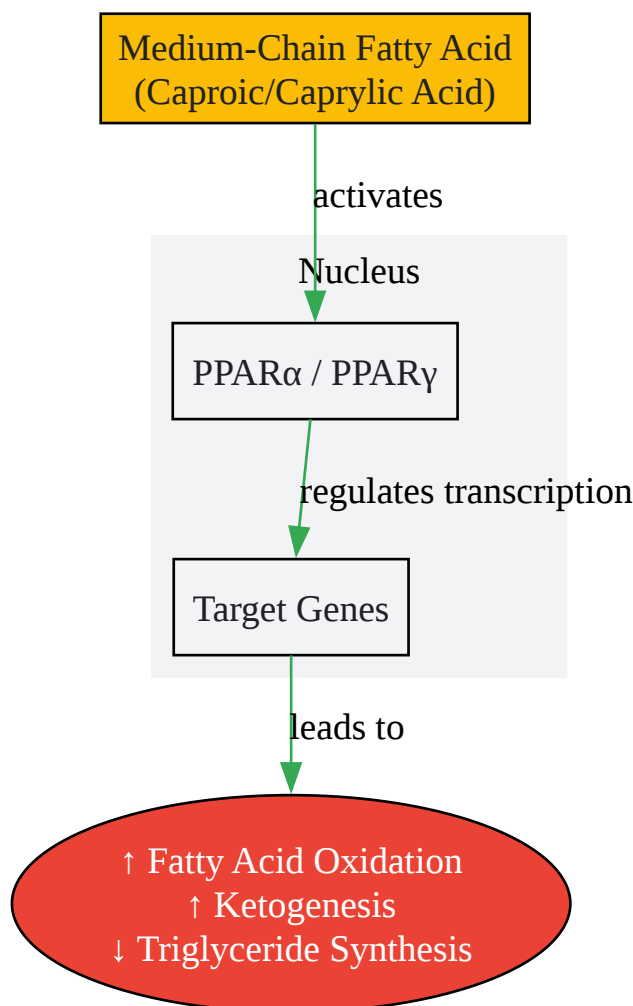 Medium-Chain Fatty Acid
(Caproic/Caprylic Acid)
activates
Nucleus
PPARα / PPARγ
regulates transcription
Target Genes
leads to
↑ Fatty Acid Oxidation
↑ Ketogenesis
↓ Triglyceride Synthesis